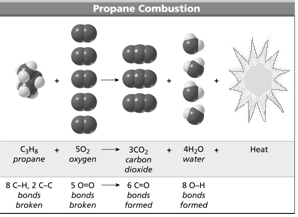 Propane Combustion
+ + + +
C₃H₈ + 5O₂ → 3CO₂ + 4H₂O + Heat
propane oxygen carbon dioxide water
8 C–H, 2 C–C 5 O=O → 6 C=O 8 O–H
bonds bonds bonds bonds
broken broken formed formed